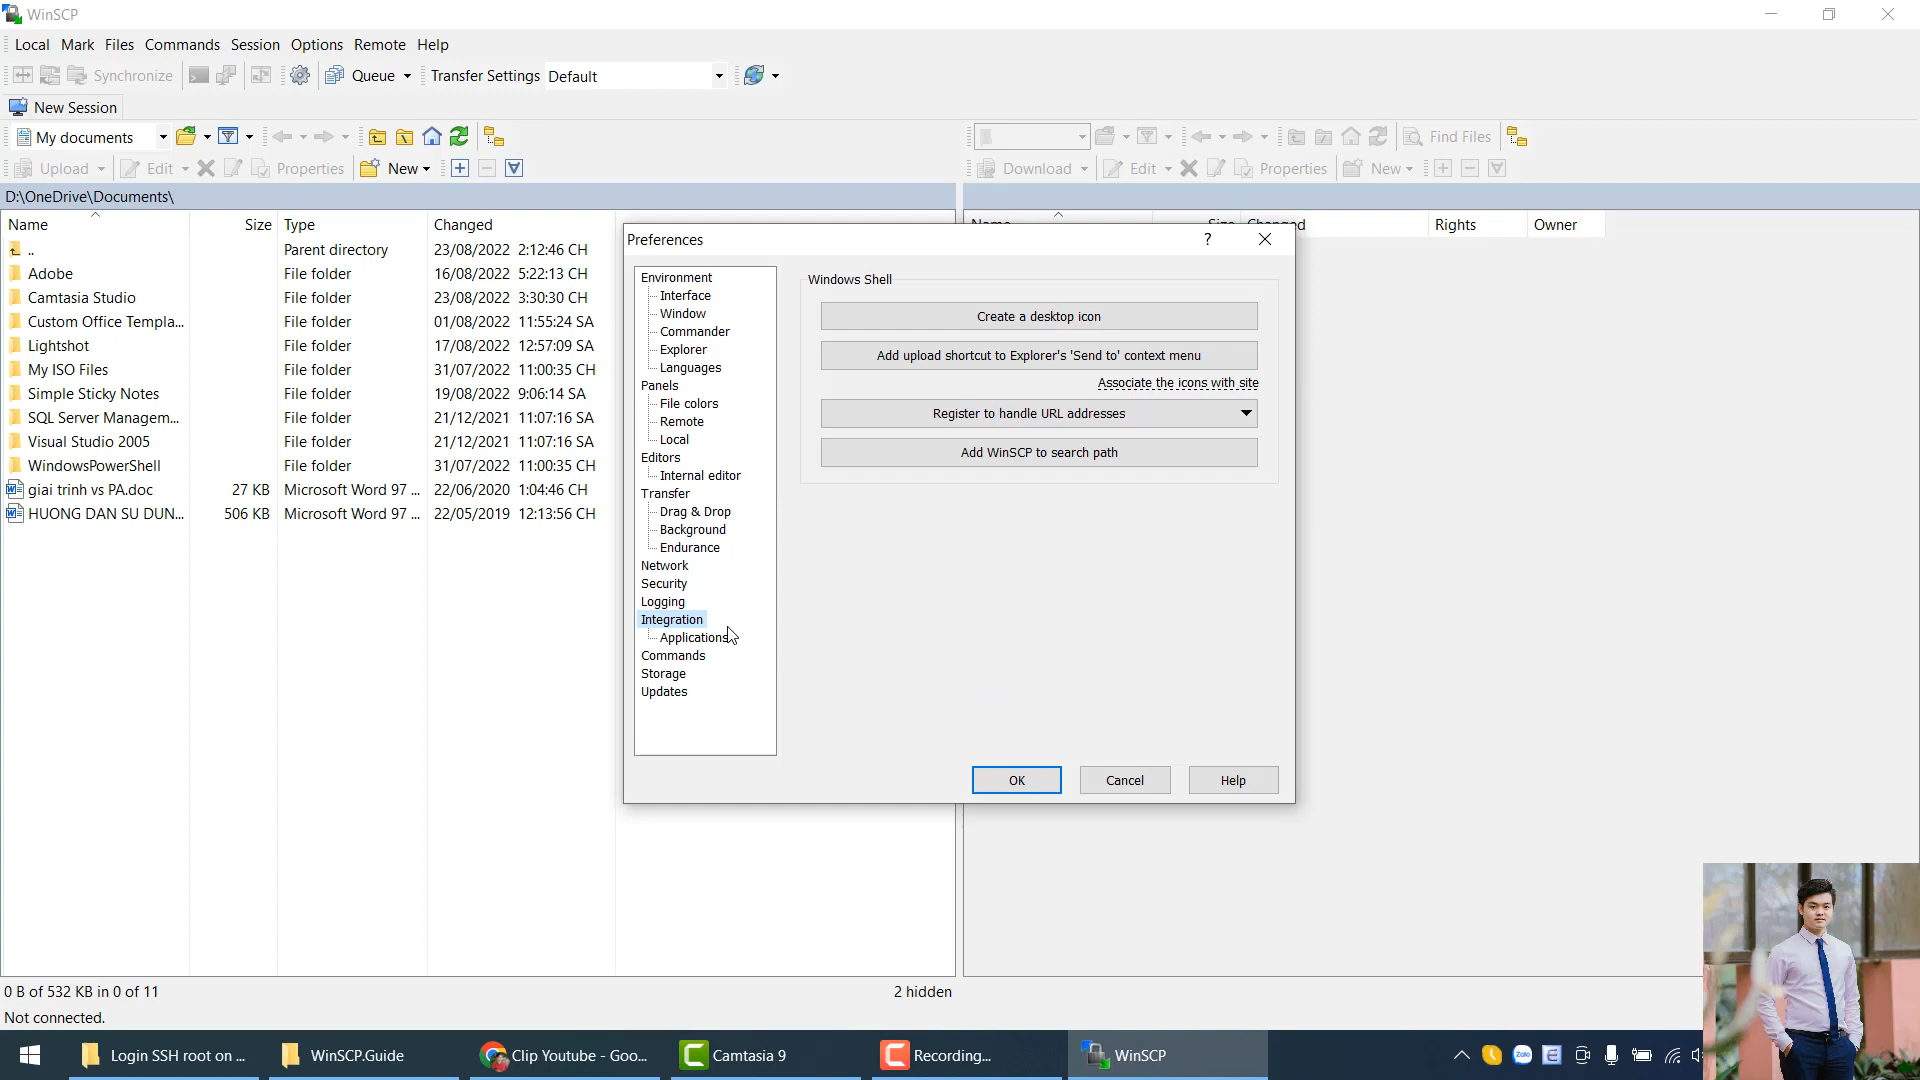 WinSCP
Local Mark Files Commands Session Options Remote Help
Synchronize Queue Transfer Settings Default
New Session
My documents Find Files
Upload Edit Properties New Download Edit Properties New
D:\OneDrive\Documents\
Name Size Type Changed Rights Owner
.. Parent directory 23/08/2022 2:12:46 CH
Adobe File folder 16/08/2022 5:22:13 CH
Camtasia Studio File folder 23/08/2022 3:30:30 CH
Custom Office Templa... File folder 01/08/2022 11:55:24 SA
Lightshot File folder 17/08/2022 12:57:09 SA
My ISO Files File folder 31/07/2022 11:00:35 CH
Simple Sticky Notes File folder 19/08/2022 9:06:14 SA
SQL Server Managem... File folder 21/12/2021 11:07:16 SA
Visual Studio 2005 File folder 21/12/2021 11:07:16 SA
WindowsPowerShell File folder 31/07/2022 11:00:35 CH
giai trinh vs PA.doc 27 KB Microsoft Word 97 ... 22/06/2020 1:04:46 CH
HUONG DAN SU DUN... 506 KB Microsoft Word 97 ... 22/05/2019 12:13:56 CH
Preferences ?
Environment
Interface
Window
Commander
Explorer
Languages
Panels
File colors
Remote
Local
Editors
Internal editor
Transfer
Drag & Drop
Background
Endurance
Network
Security
Logging
Integration
Applications
Commands
Storage
Updates
Windows Shell
Create a desktop icon
Add upload shortcut to Explorer's 'Send to' context menu
Associate the icons with site
Register to handle URL addresses
Add WinSCP to search path
OK Cancel Help
0 B of 532 KB in 0 of 11 2 hidden
Not connected.
Login SSH root on ... WinSCP.Guide Clip Youtube - Goo... Camtasia 9 Recording... WinSCP